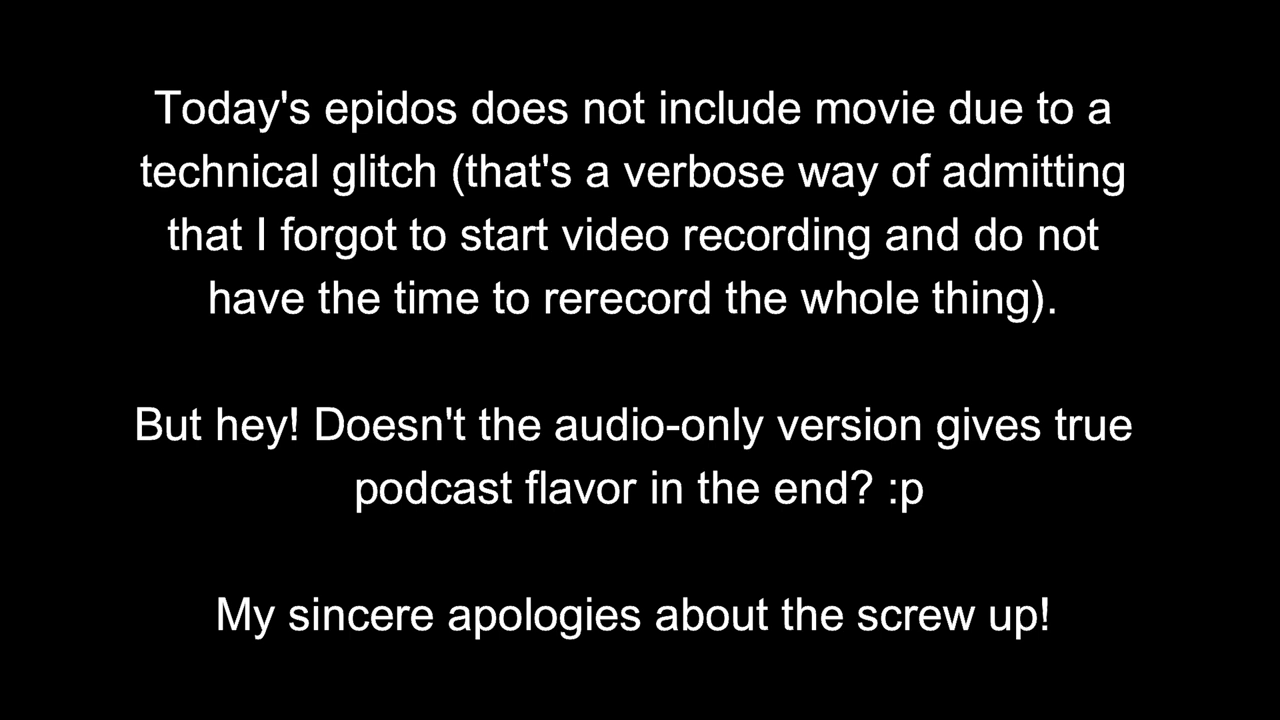 Today's epidos does not include movie due to a
technical glitch (that's a verbose way of admitting
that I forgot to start video recording and do not
have the time to rerecord the whole thing).
But hey! Doesn't the audio-only version gives true
podcast flavor in the end? :p
My sincere apologies about the screw up!